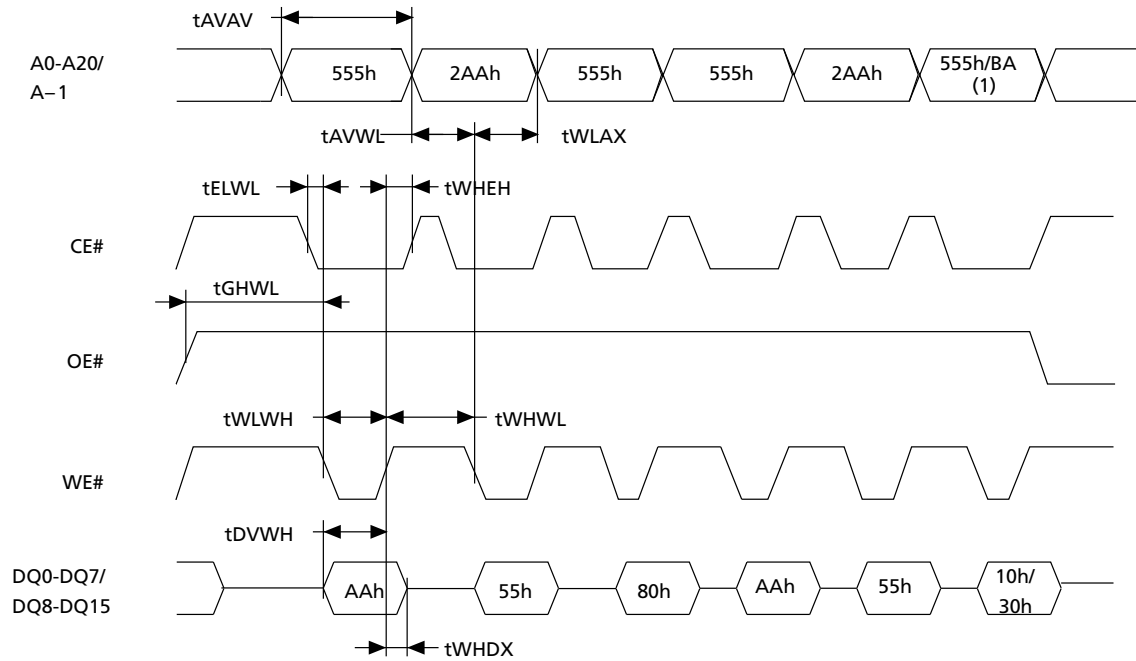 tAVAV
A0-A20/
A–1
555h
2AAh
555h
555h
2AAh
555h/BA
(1)
tAVWL
tWLAX
tELWL
tWHEH
CE#
tGHWL
OE#
tWLWH
tWHWL
WE#
tDVWH
DQ0-DQ7/
DQ8-DQ15
AAh
55h
80h
AAh
55h
10h/
30h
tWHDX